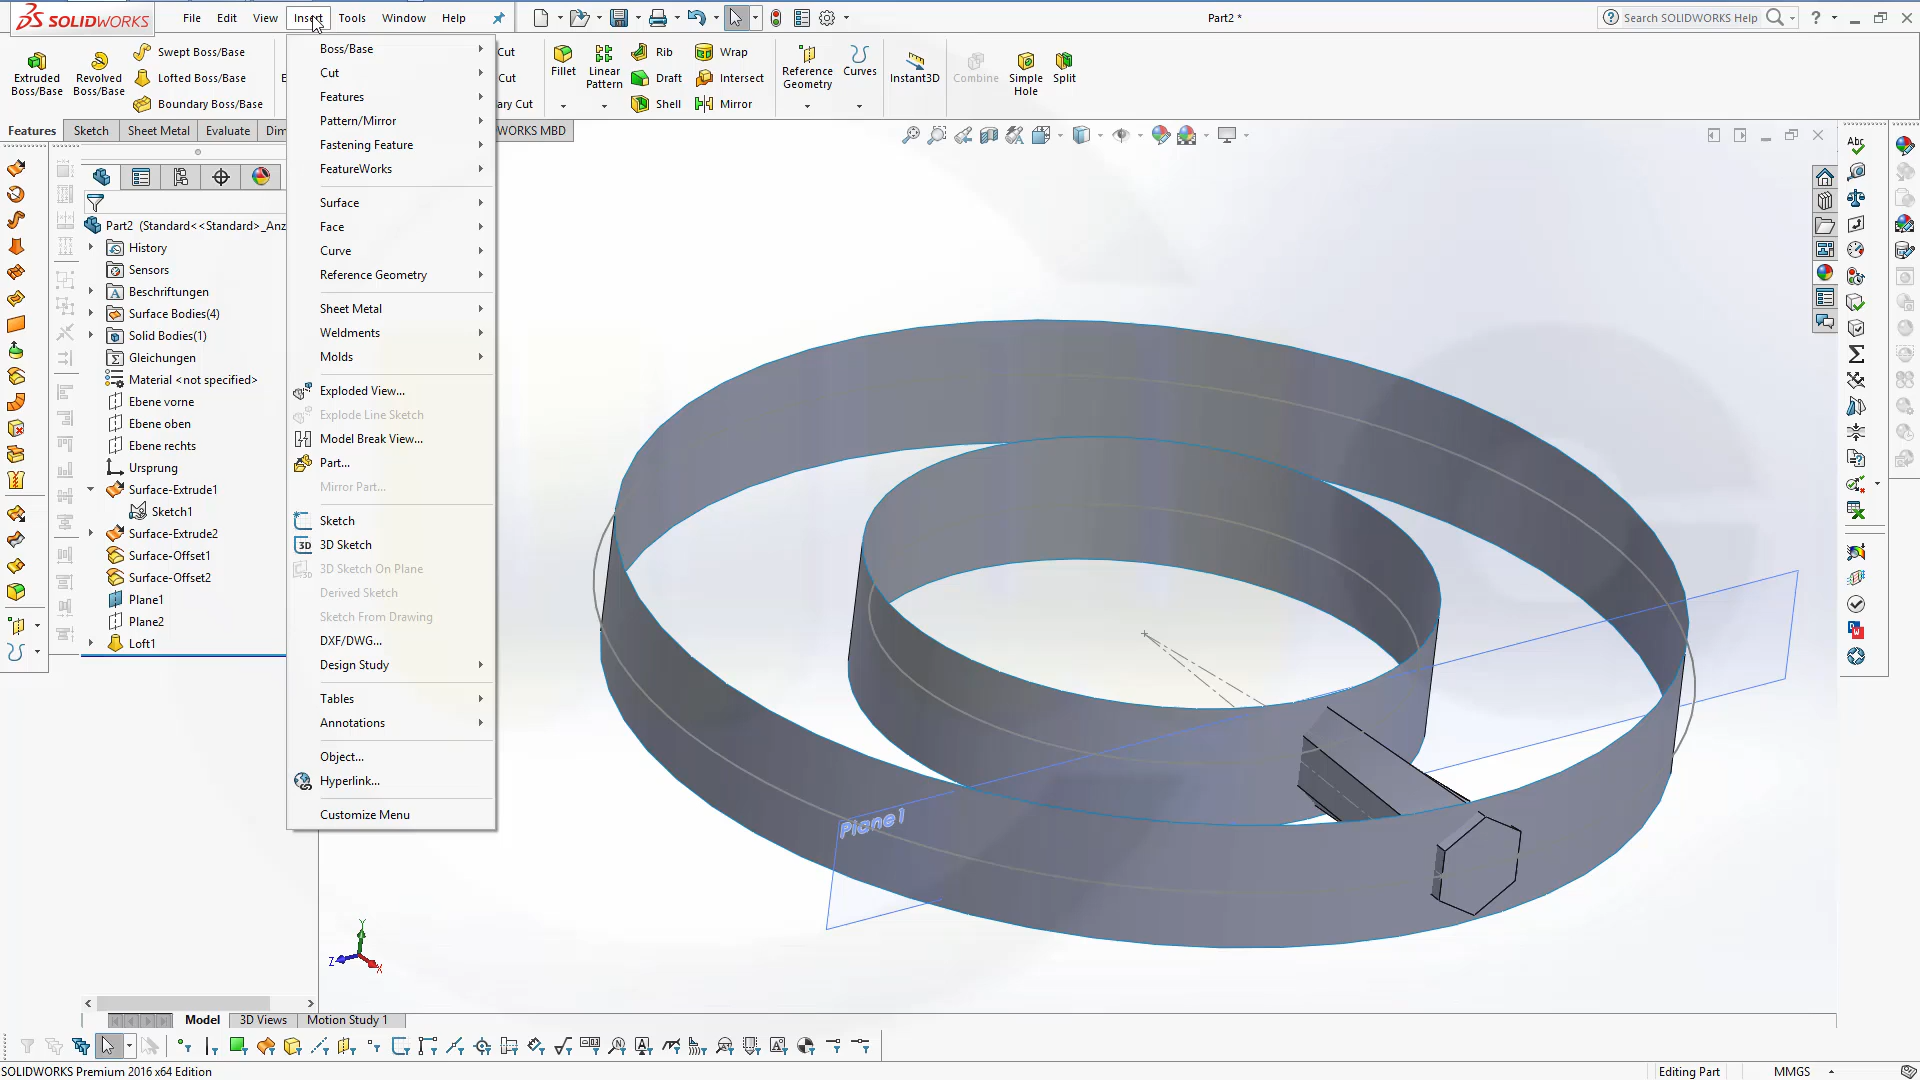 SOLIDWORKS
File Edit View Insert Tools Window Help
Part2 *
Search SOLIDWORKS Help
Extruded Boss/Base
Revolved Boss/Base
Swept Boss/Base
Lofted Boss/Base
Boundary Boss/Base
Cut
Cut
ary Cut
Fillet
Linear Pattern
Rib
Draft
Shell
Wrap
Intersect
Mirror
Reference Geometry
Curves
Instant3D
Combine
Simple Hole
Split
Features Sketch Sheet Metal Evaluate Dim
WORKS MBD
Part2 (Standard<<Standard>_Anz
History
Sensors
Beschriftungen
Surface Bodies(4)
Solid Bodies(1)
Gleichungen
Material <not specified>
Ebene vorne
Ebene oben
Ebene rechts
Ursprung
Surface-Extrude1
Sketch1
Surface-Extrude2
Surface-Offset1
Surface-Offset2
Plane1
Plane2
Loft1
Boss/Base
Cut
Features
Pattern/Mirror
Fastening Feature
FeatureWorks
Surface
Face
Curve
Reference Geometry
Sheet Metal
Weldments
Molds
Exploded View...
Explode Line Sketch
Model Break View...
Part...
Mirror Part...
Sketch
3D Sketch
3D Sketch On Plane
Derived Sketch
Sketch From Drawing
DXF/DWG...
Design Study
Tables
Annotations
Object...
Hyperlink...
Customize Menu
Plane1
Y
Z
X
Model 3D Views Motion Study 1
SOLIDWORKS Premium 2016 x64 Edition
Editing Part
MMGS